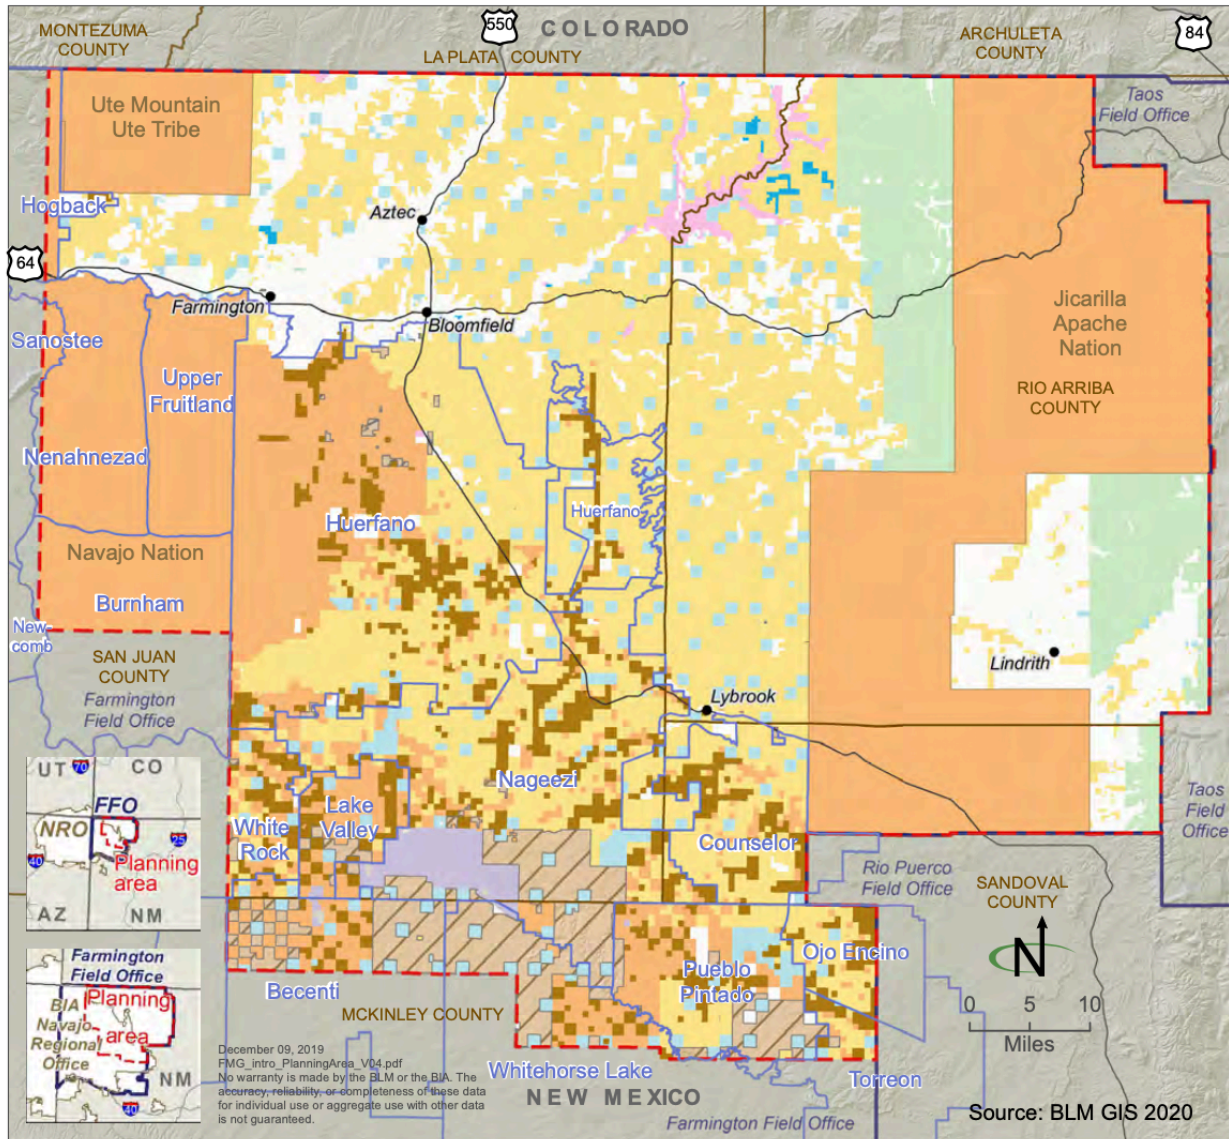 MONTEZUMA
COUNTY
550
COLORADO
LA PLATA COUNTY
ARCHULETA
COUNTY
84
Ute Mountain
Ute Tribe
Taos
Field Office
Hogback
Aztec
64
Farmington
Bloomfield
Jicarilla
Apache
Nation
RIO ARRIBA
COUNTY
Sanostee
Upper
Fruitland
Nenahnezad
Huerfano
Huerfano
Navajo Nation
Burnham
New-
comb
SAN JUAN
COUNTY
Farmington
Field Office
Lindrith
Lybrook
Nageezi
Lake
Valley
White
Rock
Counselor
Taos
Field
Office
Rio Puerco
Field Office
SANDOVAL
COUNTY
UT
70
CO
FFO
NRO
25
40
Planning
area
AZ
NM
Ojo Encino
Pueblo
Pintado
N
0 5 10
Miles
Becenti
MCKINLEY COUNTY
Farmington
Field Office
Planning
area
BIA
Navajo
Regional
Office
NM
40
December 09, 2019
FMG_intro_PlanningArea_V04.pdf
No warranty is made by the BLM or the BIA. The
accuracy, reliability, or completeness of these data
for individual use or aggregate use with other data
is not guaranteed.
Whitehorse Lake
Torreon
NEW MEXICO
Farmington Field Office
Source: BLM GIS 2020